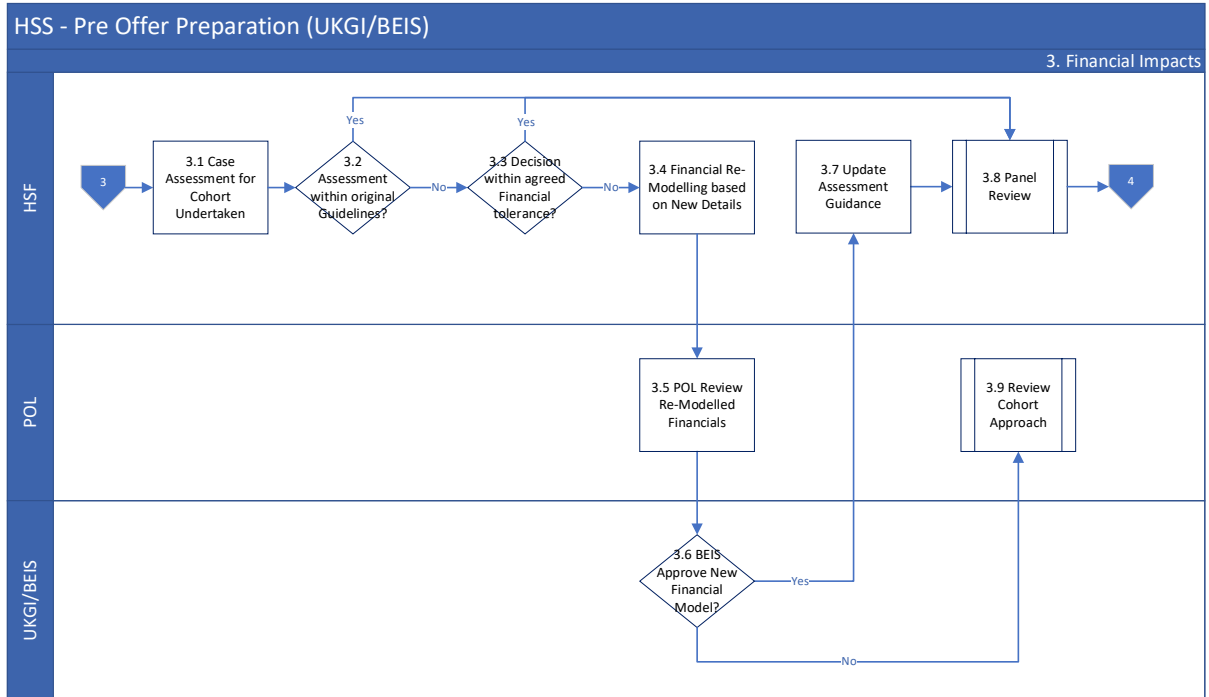 HSS - Pre Offer Preparation (UKGI/BEIS)
3. Financial Impacts
HSF
3
3.1 Case
Assessment for
Cohort
Undertaken
Yes
3.2
Assessment
within original
Guidelines?
No
Yes
3.3 Decision
within agreed
Financial
tolerance?
No
3.4 Financial Re-
Modelling based
on New Details
3.7 Update
Assessment
Guidance
3.8 Panel
Review
4
POL
3.5 POL Review
Re-Modelled
Financials
3.9 Review
Cohort
Approach
UKGI/BEIS
3.6 BEIS
Approve New
Financial
Model?
Yes
No